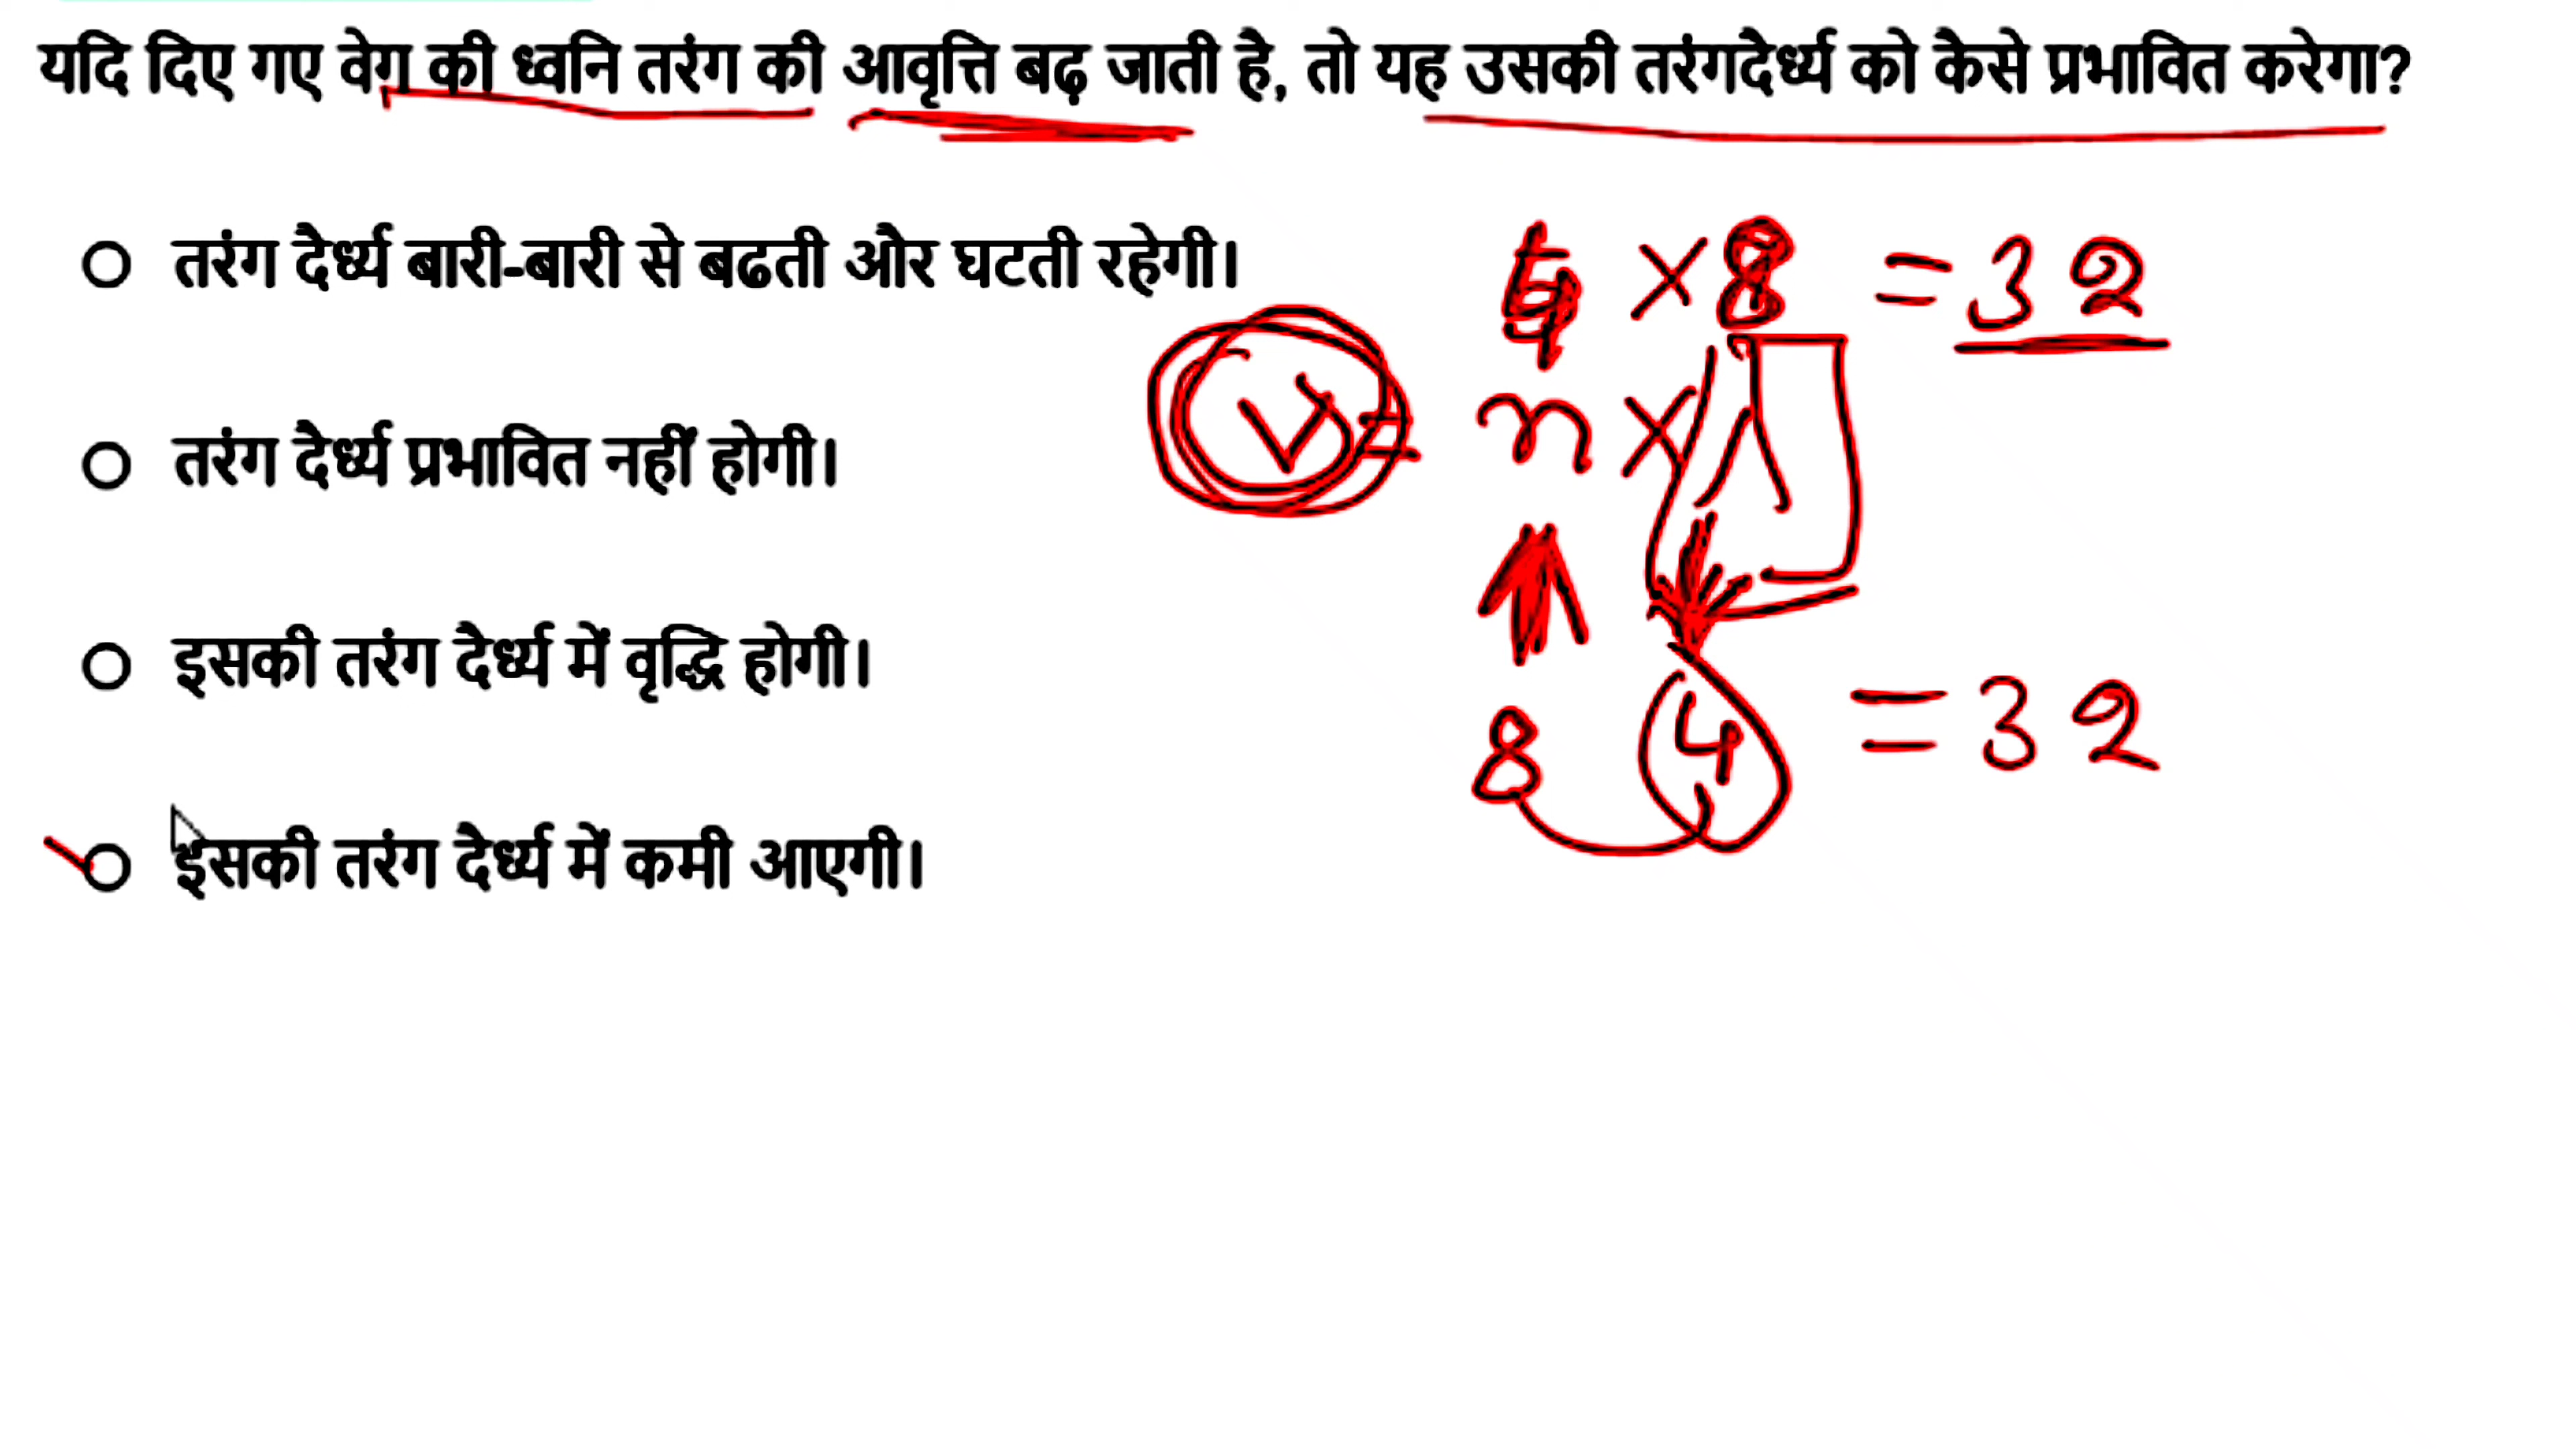 यदि दिए गए वेग की ध्वनि तरंग की आवृत्ति बढ़ जाती है, तो यह उसकी तरंगदैर्ध्य को कैसे प्रभावित करेगा?
तरंग दैर्ध्य बारी-बारी से बढती और घटती रहेगी।
4 × 8 = 32
तरंग दैर्ध्य प्रभावित नहीं होगी।
V = n × λ
इसकी तरंग दैर्ध्य में वृद्धि होगी।
8 4 = 32
इसकी तरंग दैर्ध्य में कमी आएगी।